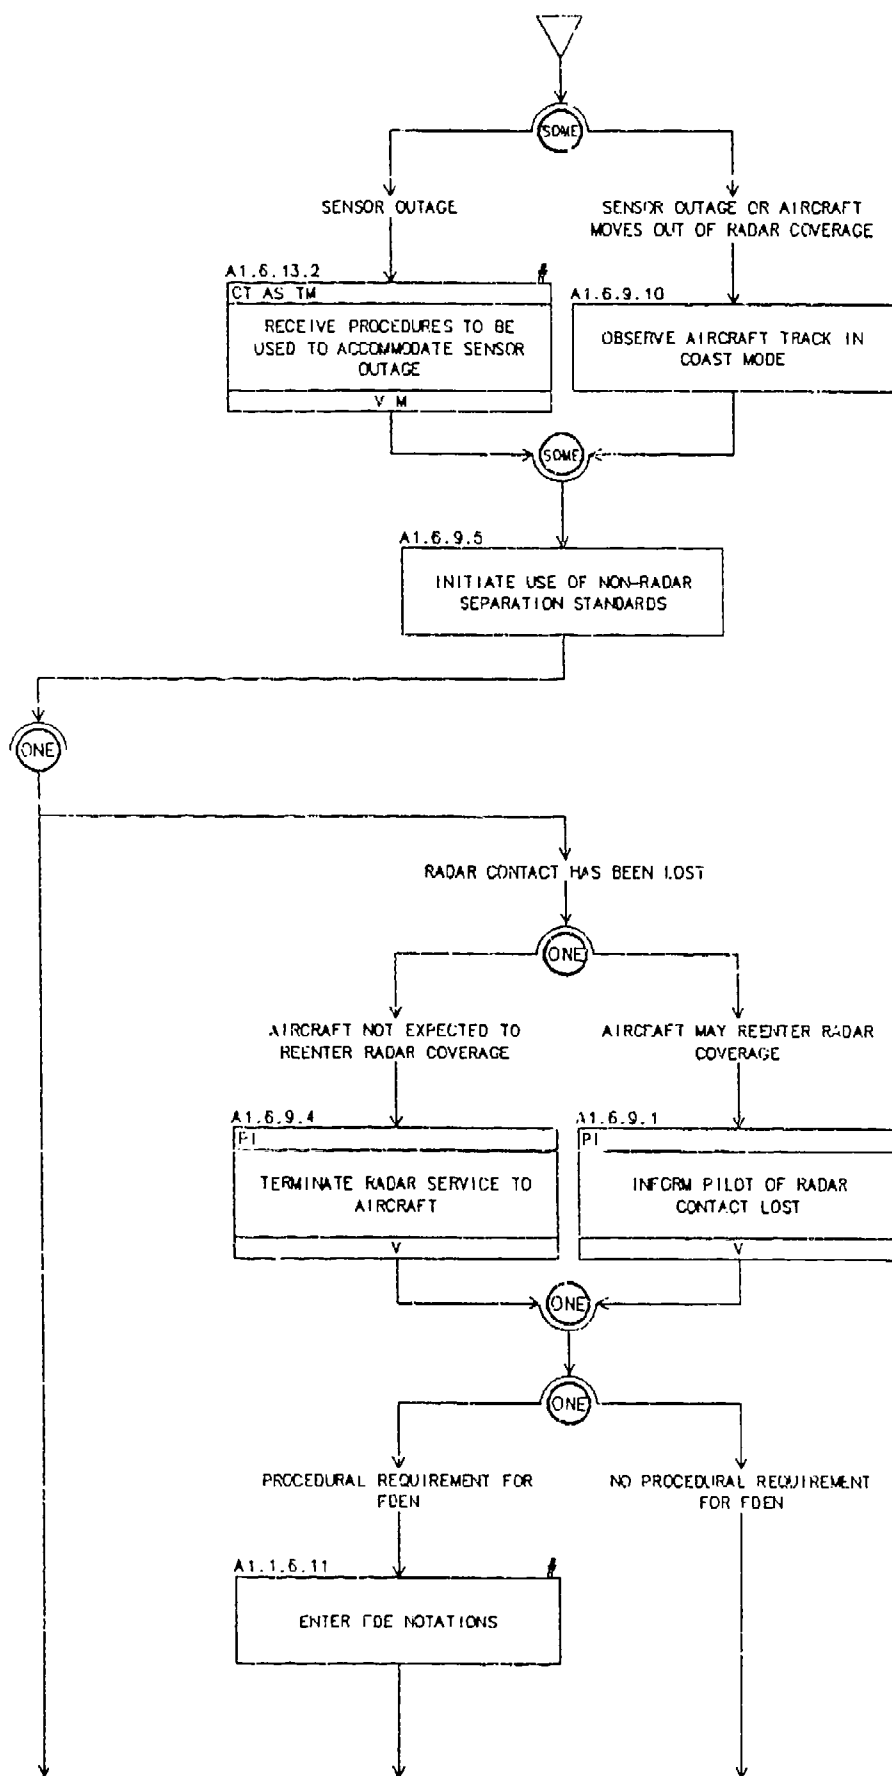 SOME
SENSOR OUTAGE
SENSOR OUTAGE OR AIRCRAFT
MOVES OUT OF RADAR COVERAGE
A1.6.13.2
CT AS TM
RECEIVE PROCEDURES TO BE
USED TO ACCOMMODATE SENSOR
OUTAGE
V M
A1.6.9.10
OBSERVE AIRCRAFT TRACK IN
COAST MODE
SOME
A1.6.9.5
INITIATE USE OF NON-RADAR
SEPARATION STANDARDS
ONE
RADAR CONTACT HAS BEEN LOST
ONE
AIRCRAFT NOT EXPECTED TO
REENTER RADAR COVERAGE
AIRCRAFT MAY REENTER RADAR
COVERAGE
A1.6.9.4
PI
TERMINATE RADAR SERVICE TO
AIRCRAFT
V
A1.6.9.1
PI
INFORM PILOT OF RADAR
CONTACT LOST
V
ONE
ONE
PROCEDURAL REQUIREMENT FOR
FDEN
NO PROCEDURAL REQUIREMENT
FOR FDEN
A1.1.6.11
ENTER FDE NOTATIONS